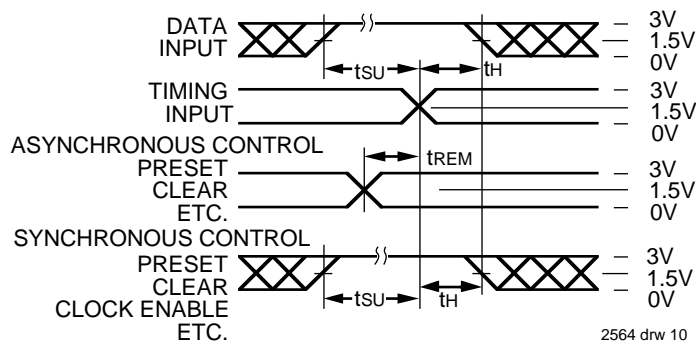 DATA
INPUT
3V
1.5V
0V
tSU
tH
TIMING
INPUT
3V
1.5V
0V
ASYNCHRONOUS CONTROL
PRESET
CLEAR
ETC.
tREM
3V
1.5V
0V
SYNCHRONOUS CONTROL
PRESET
CLEAR
CLOCK ENABLE
ETC.
tSU
tH
3V
1.5V
0V
2564 drw 10